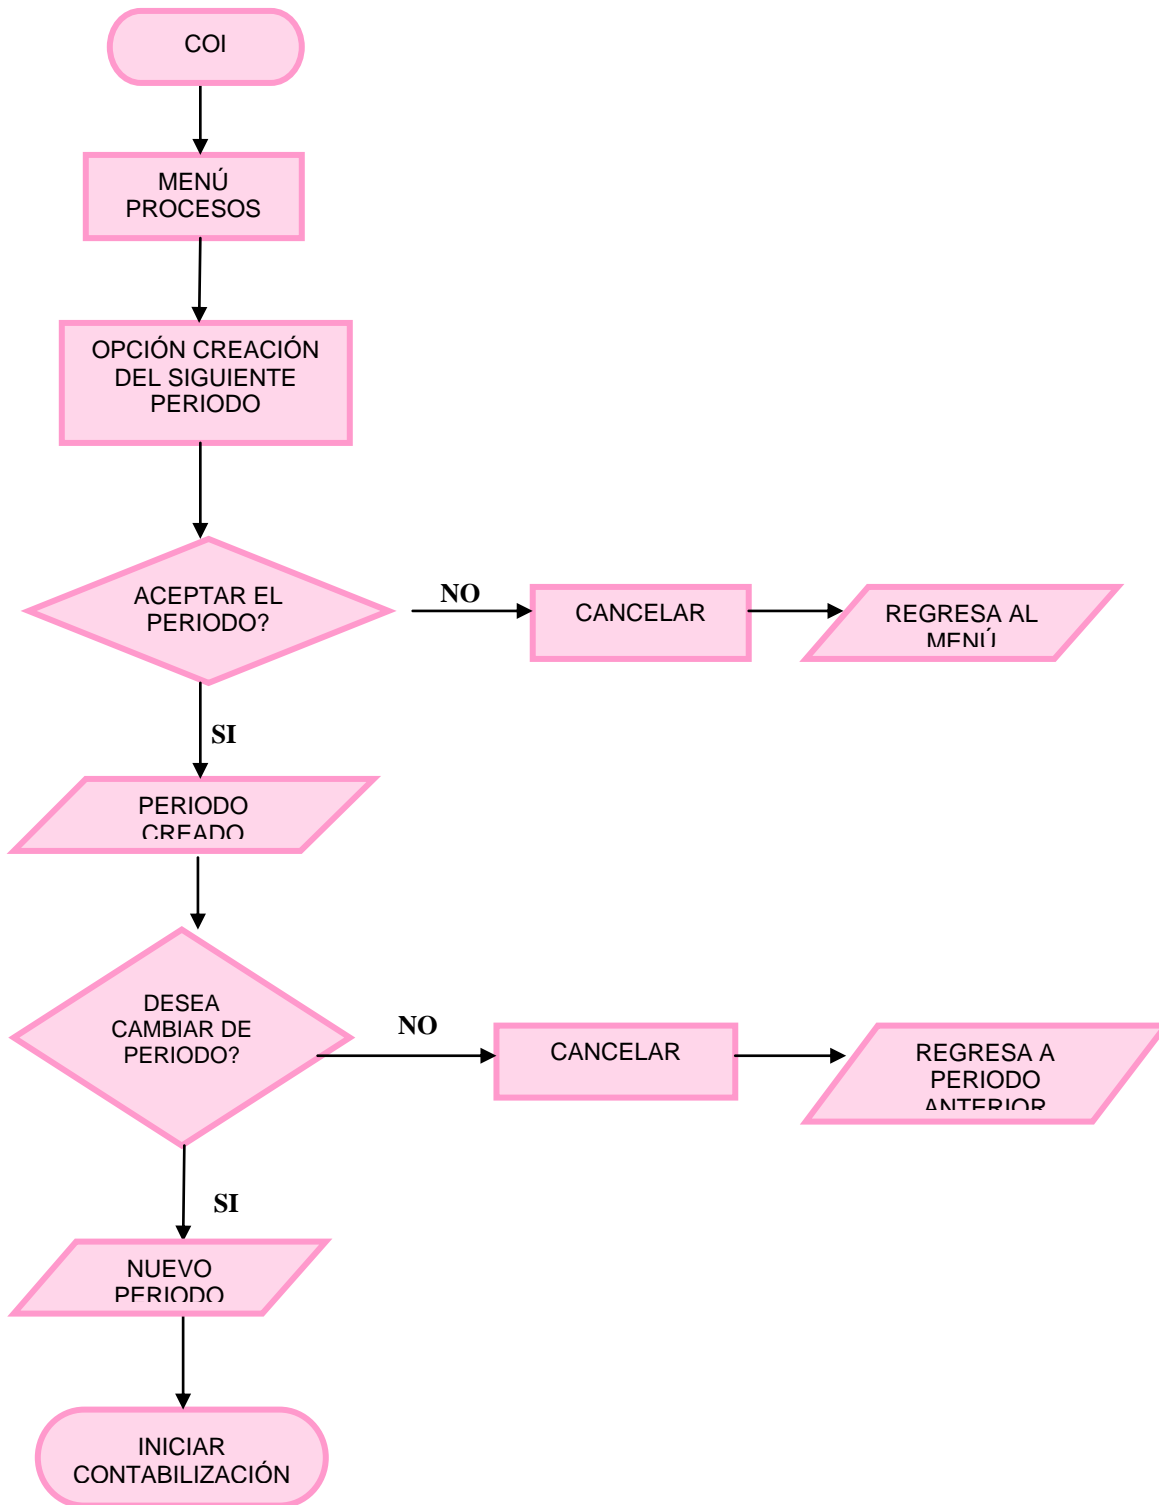 COI
MENÚ
PROCESOS
OPCIÓN CREACIÓN
DEL SIGUIENTE
PERIODO
ACEPTAR EL
PERIODO?
NO
CANCELAR
REGRESA AL
MENÚ
SI
PERIODO
CREADO
DESEA
CAMBIAR DE
PERIODO?
NO
CANCELAR
REGRESA A
PERIODO
ANTERIOR
SI
NUEVO
PERIODO
INICIAR
CONTABILIZACIÓN